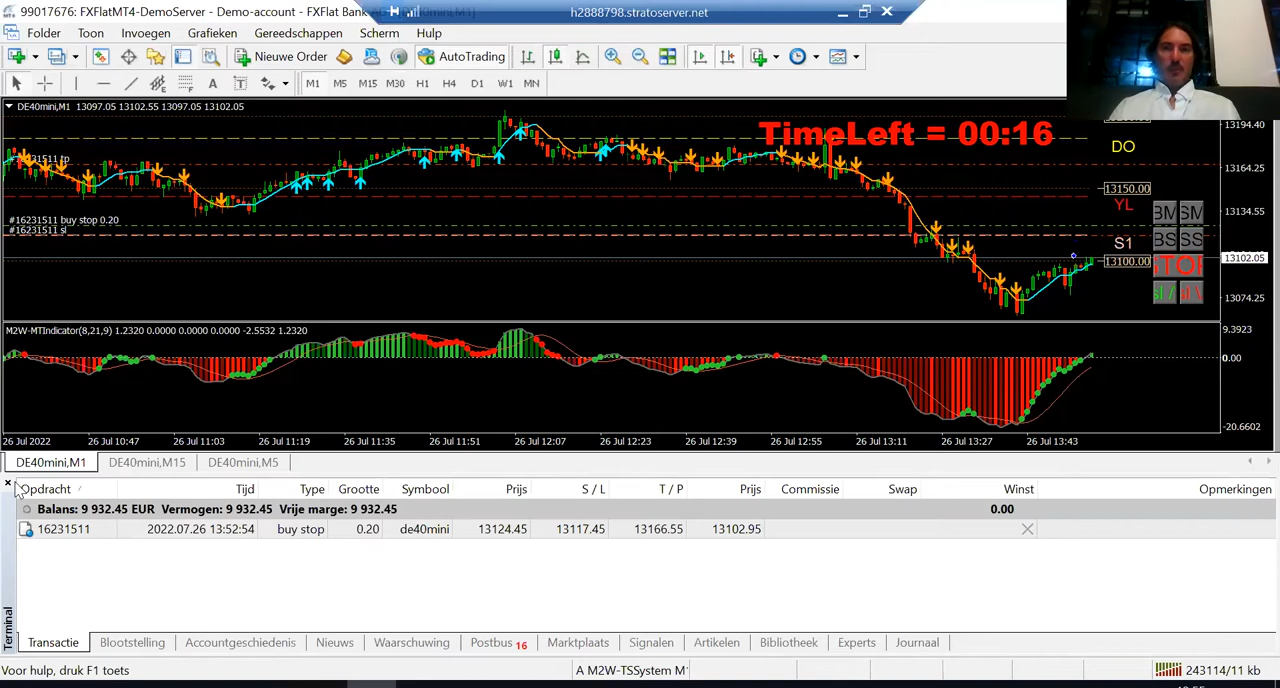 99017676: FXFlatMT4-DemoServer - Demo-account - FXFlat Bank
h2888798.stratoserver.net
Folder Toon Invoegen Grafieken Gereedschappen Scherm Help
Nieuwe Order AutoTrading
A T M1 M5 M15 M30 H1 H4 D1 W1 MN
DE40mini,M1 13097.05 13102.55 13097.05 13102.05
TimeLeft = 00:16
13194.40
DO
#16231511 tp
13164.25
13150.00
YL
13134.55
BM SM
#16231511 buy stop 0.20
#16231511 sl
BS SS
S1
13100.00
13102.05
STOP
13074.25
M2W-MTIndicator(8,21,9) 1.2320 0.0000 0.0000 0.0000 -2.5532 1.2320
9.3923
0.00
-20.6602
26 Jul 2022 26 Jul 10:47 26 Jul 11:03 26 Jul 11:19 26 Jul 11:35 26 Jul 11:51 26 Jul 12:07 26 Jul 12:23 26 Jul 12:39 26 Jul 12:55 26 Jul 13:11 26 Jul 13:27 26 Jul 13:43
DE40mini,M1 DE40mini,M15 DE40mini,M5
Opdracht Tijd Type Grootte Symbool Prijs S / L T / P Prijs Commissie Swap Winst Opmerkingen
Balans: 9 932.45 EUR Vermogen: 9 932.45 Vrije marge: 9 932.45 0.00
16231511 2022.07.26 13:52:54 buy stop 0.20 de40mini 13124.45 13117.45 13166.55 13102.95
Terminal
Transactie Blootstelling Accountgeschiedenis Nieuws Waarschuwing Postbus 16 Marktplaats Signalen Artikelen Bibliotheek Experts Journaal
Voor hulp, druk F1 toets A M2W-TSSystem M 243114/11 kb